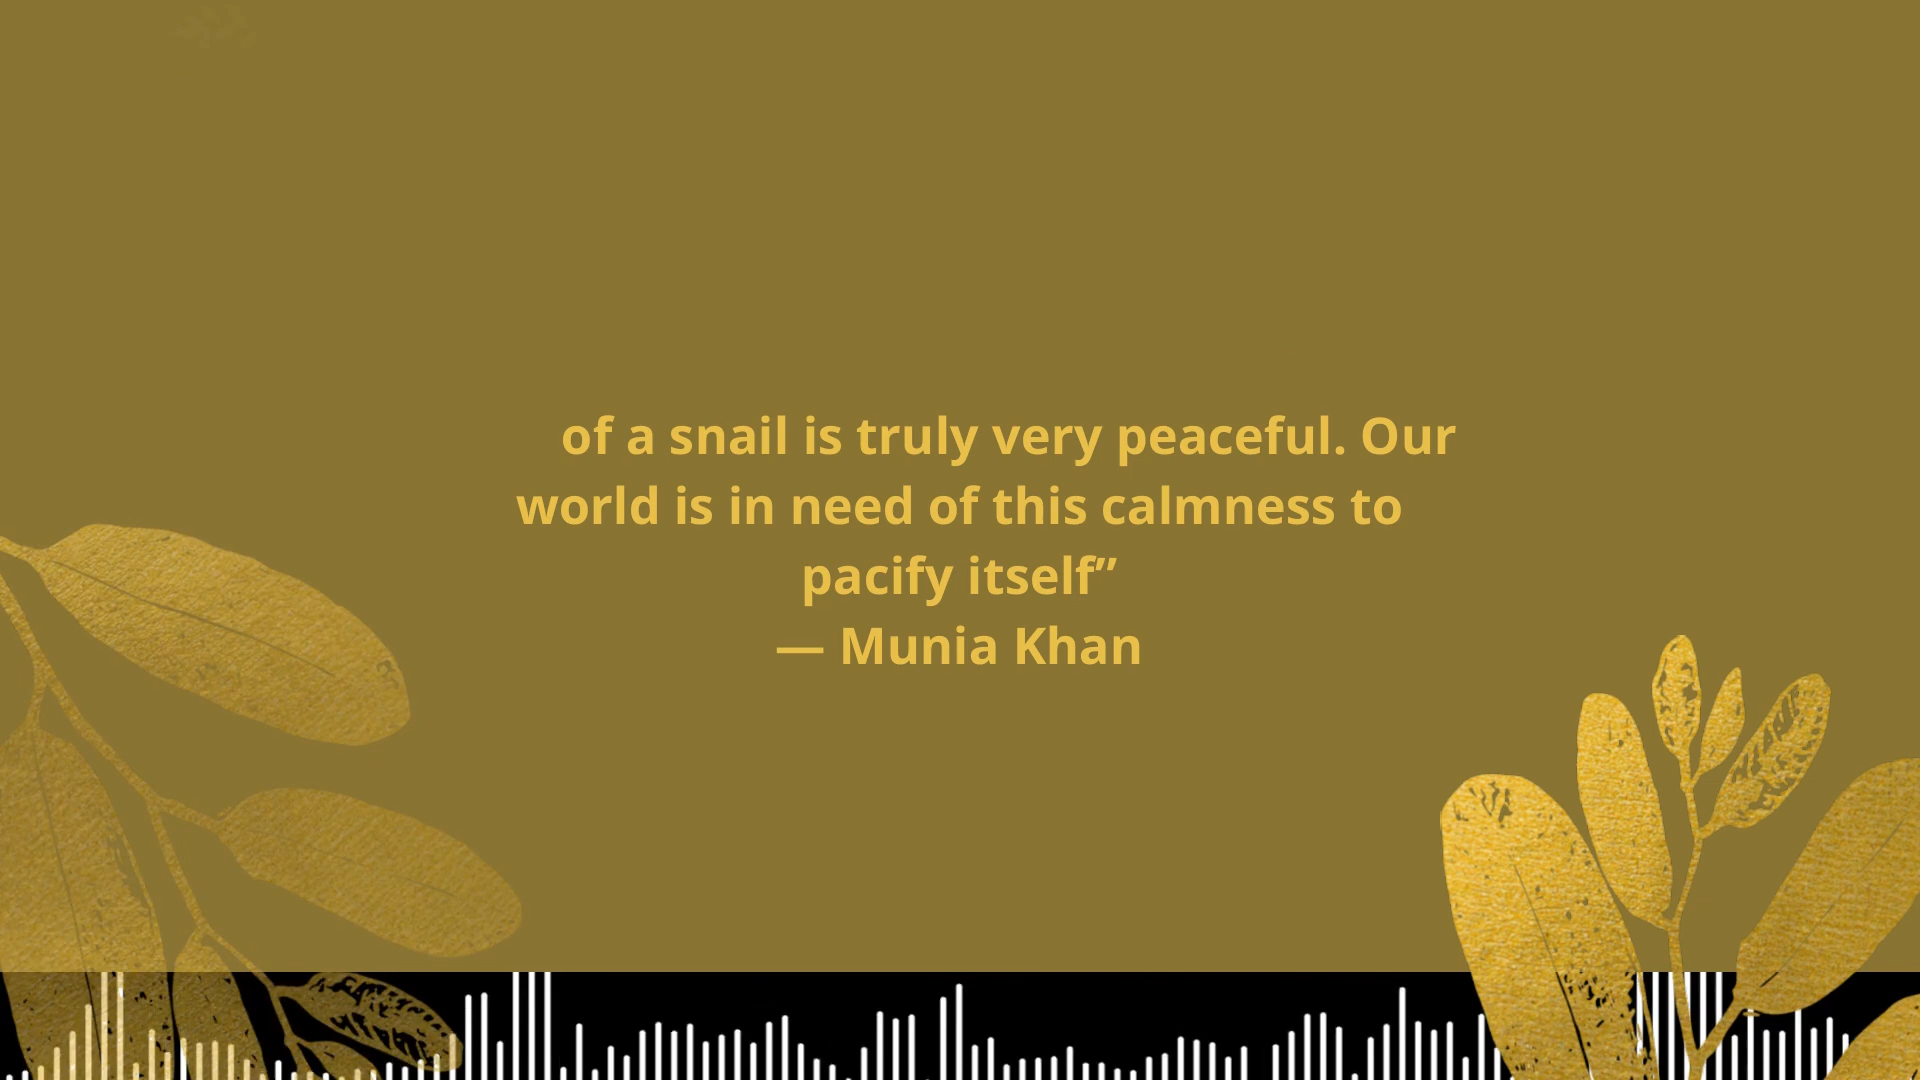 of a snail is truly very peaceful. Our
world is in need of this calmness to
pacify itself”
— Munia Khan